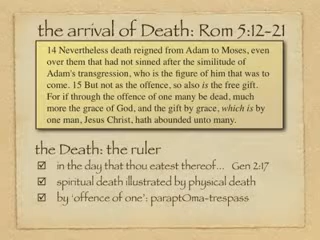 the arrival of Death: Rom 5:12-21
14 Nevertheless death reigned from Adam to Moses, even
over them that had not sinned after the similitude of
Adam's transgression, who is the figure of him that was to
come. 15 But not as the offence, so also is the free gift.
For if through the offence of one many be dead, much
more the grace of God, and the gift by grace, which is by
one man, Jesus Christ, hath abounded unto many.
the Death: the ruler
☑ in the day that thou eatest thereof... Gen 2:17
☑ spiritual death illustrated by physical death
☑ by 'offence of one': paraptOma-trespass